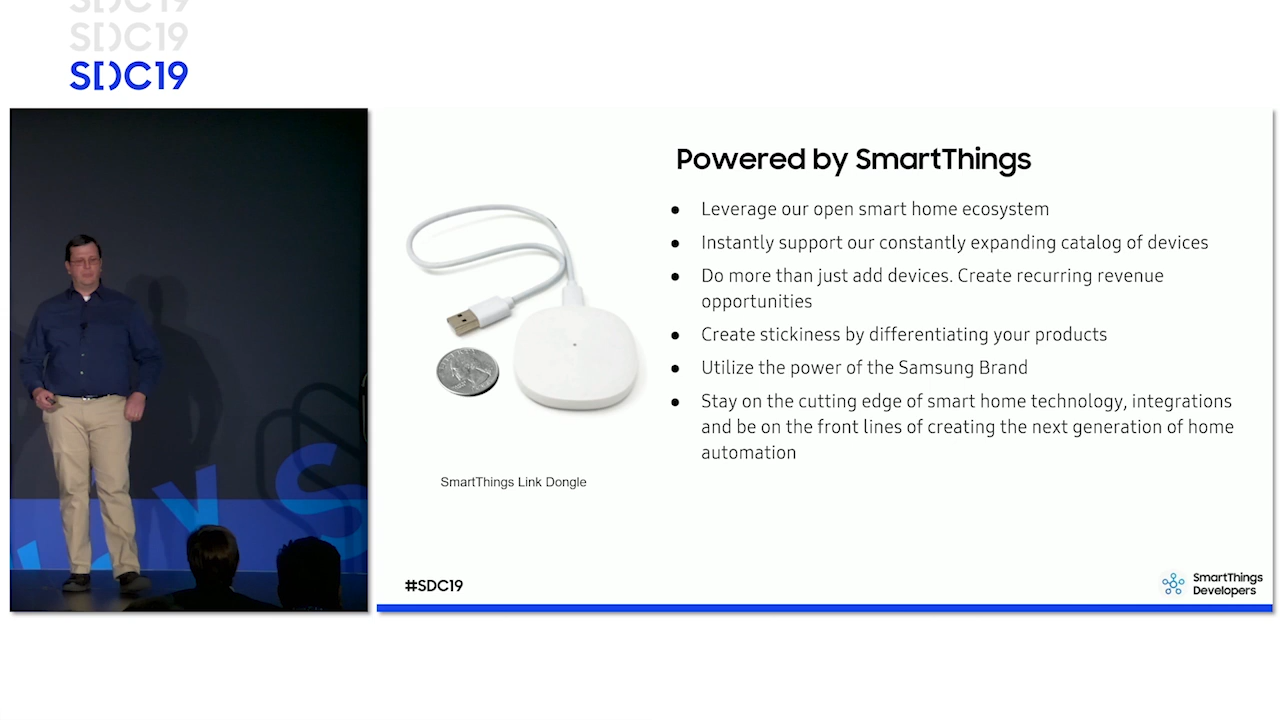 SDC19
SDC19
SDC19
Powered by SmartThings
• Leverage our open smart home ecosystem
• Instantly support our constantly expanding catalog of devices
• Do more than just add devices. Create recurring revenue
opportunities
• Create stickiness by differentiating your products
• Utilize the power of the Samsung Brand
• Stay on the cutting edge of smart home technology, integrations
and be on the front lines of creating the next generation of home
automation
SmartThings Link Dongle
#SDC19
SmartThings
Developers